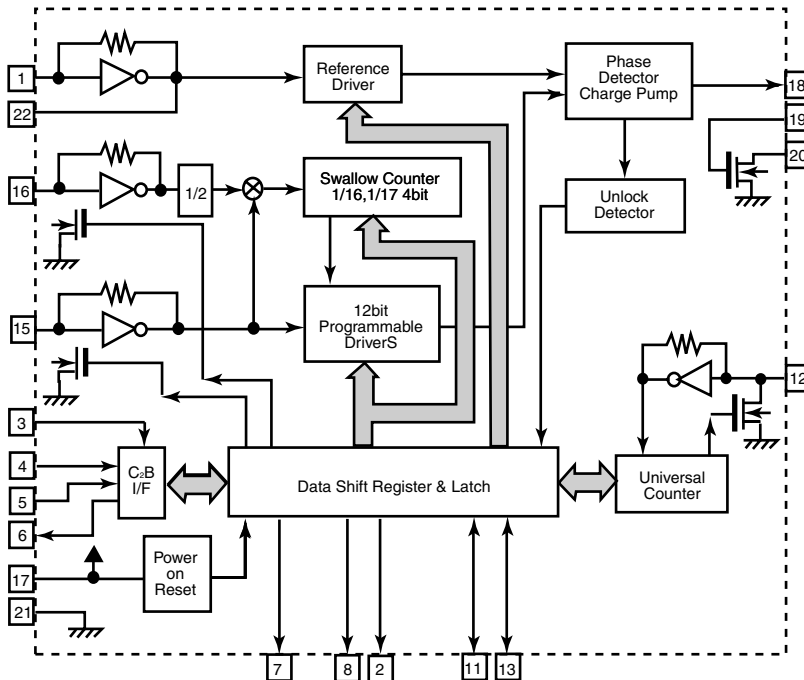 1
22
16
15
3
4
5
6
17
21
Reference
Driver
Phase
Detector
Charge Pump
18
19
20
1/2
Swallow Counter
1/16,1/17 4bit
Unlock
Detector
12bit
Programmable
DriverS
12
C₂B
I/F
Data Shift Register & Latch
Universal
Counter
Power
on
Reset
7
8
2
11
13